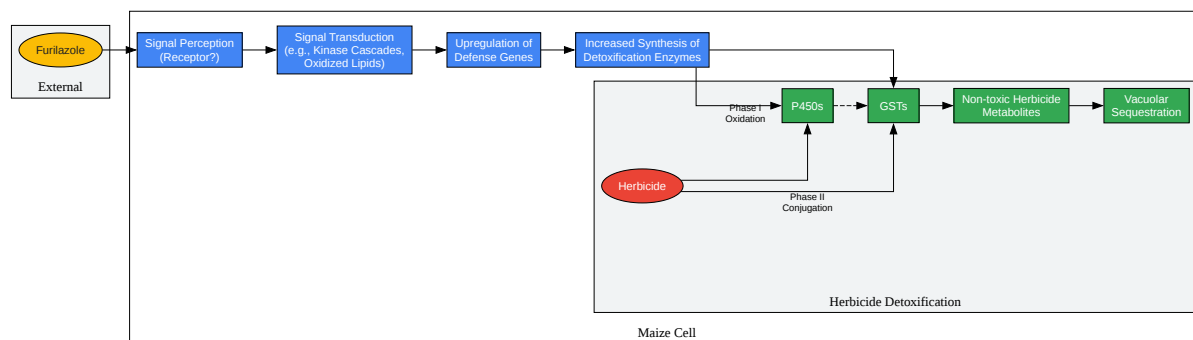 Furilazole
External
Signal Perception
(Receptor?)
Signal Transduction
(e.g., Kinase Cascades,
Oxidized Lipids)
Upregulation of
Defense Genes
Increased Synthesis of
Detoxification Enzymes
Phase I
Oxidation
P450s
GSTs
Non-toxic Herbicide
Metabolites
Vacuolar
Sequestration
Herbicide
Phase II
Conjugation
Herbicide Detoxification
Maize Cell